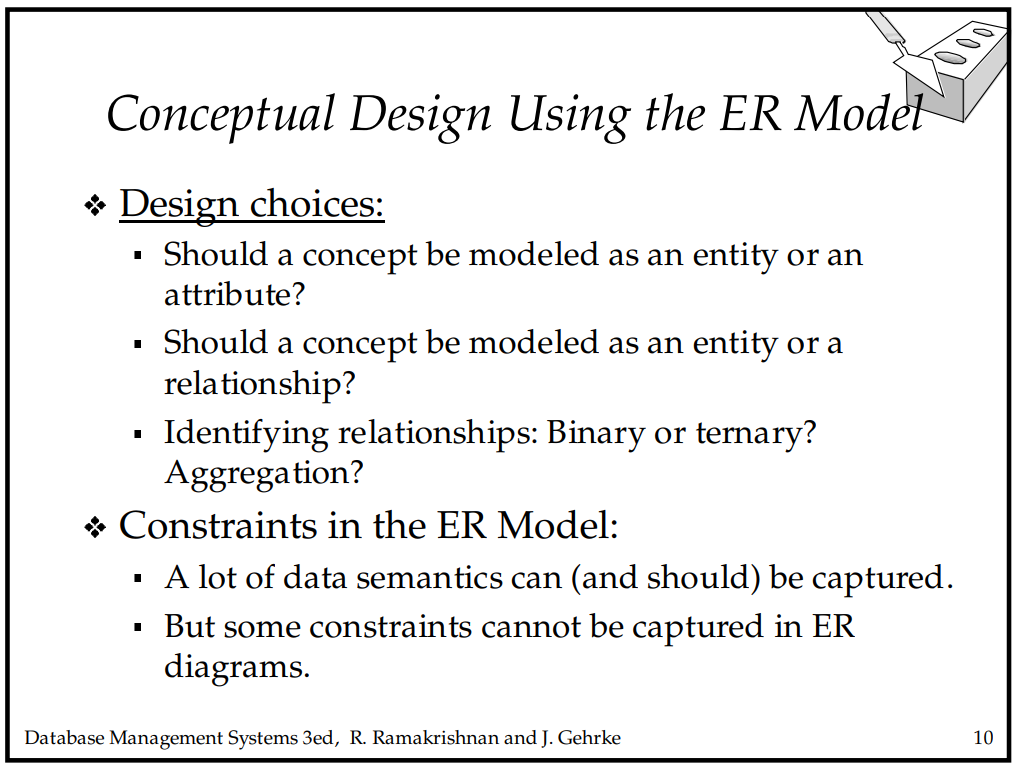 Conceptual Design Using the ER Model
❖ Design choices:
▪ Should a concept be modeled as an entity or an
attribute?
▪ Should a concept be modeled as an entity or a
relationship?
▪ Identifying relationships: Binary or ternary?
Aggregation?
❖ Constraints in the ER Model:
▪ A lot of data semantics can (and should) be captured.
▪ But some constraints cannot be captured in ER
diagrams.
Database Management Systems 3ed, R. Ramakrishnan and J. Gehrke 10